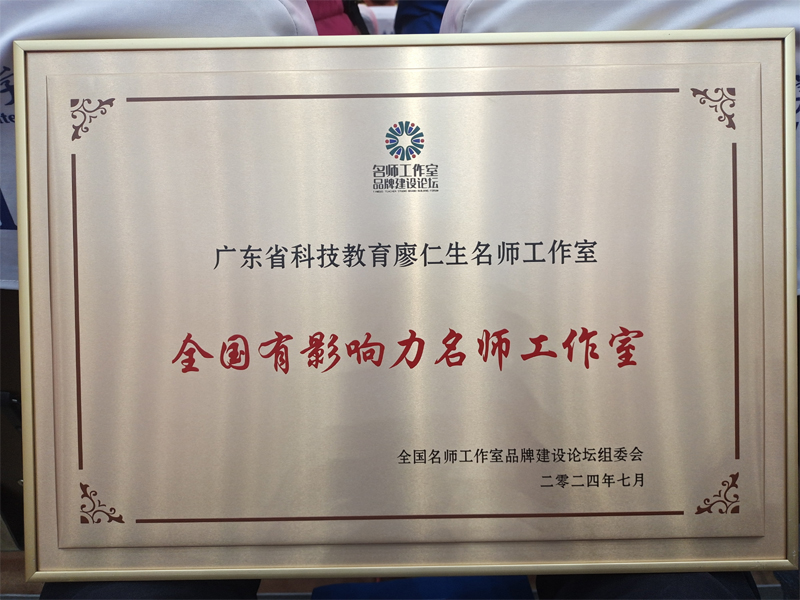 名师工作室
品牌建设论坛
广东省科技教育廖仁生名师工作室
全国有影响力名师工作室
全国名师工作室品牌建设论坛组委会
二零二四年七月